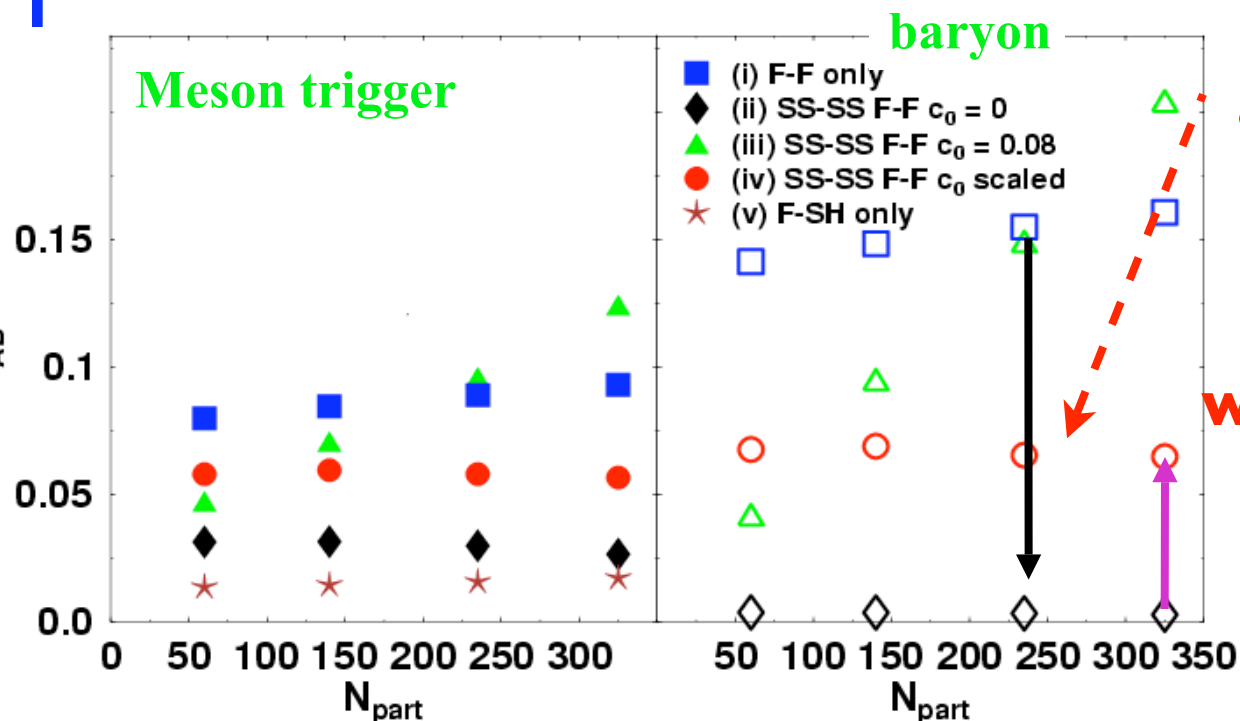 Meson trigger
baryon
(i) F-F only
(ii) SS-SS F-F c₀ = 0
(iii) SS-SS F-F c₀ = 0.08
(iv) SS-SS F-F c₀ scaled
(v) F-SH only
0.15
0.1
0.05
0.0
w
0 50 100 150 200 250 300
50 100 150 200 250 300 350
N_part
N_part